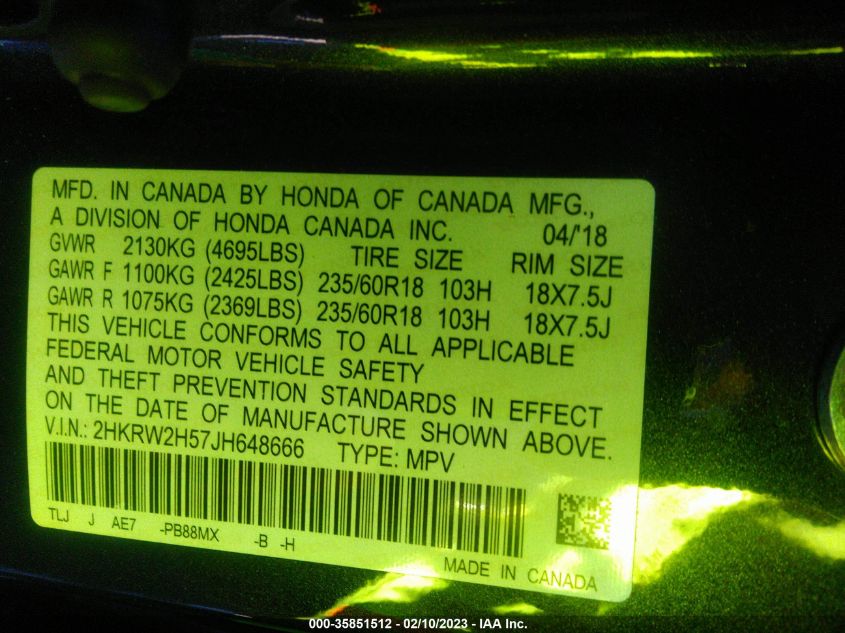 MFD. IN CANADA BY HONDA OF CANADA MFG.,
A DIVISION OF HONDA CANADA INC. 04/'18
GVWR 2130KG (4695LBS) TIRE SIZE RIM SIZE
GAWR F 1100KG (2425LBS) 235/60R18 103H 18X7.5J
GAWR R 1075KG (2369LBS) 235/60R18 103H 18X7.5J
THIS VEHICLE CONFORMS TO ALL APPLICABLE
FEDERAL MOTOR VEHICLE SAFETY
AND THEFT PREVENTION STANDARDS IN EFFECT
ON THE DATE OF MANUFACTURE SHOWN ABOVE.
V.I.N.: 2HKRW2H57JH648666 TYPE: MPV
TLJ J AE7 -PB88MX -B -H
MADE IN CANADA
000-35851512 - 02/10/2023 - IAA Inc.